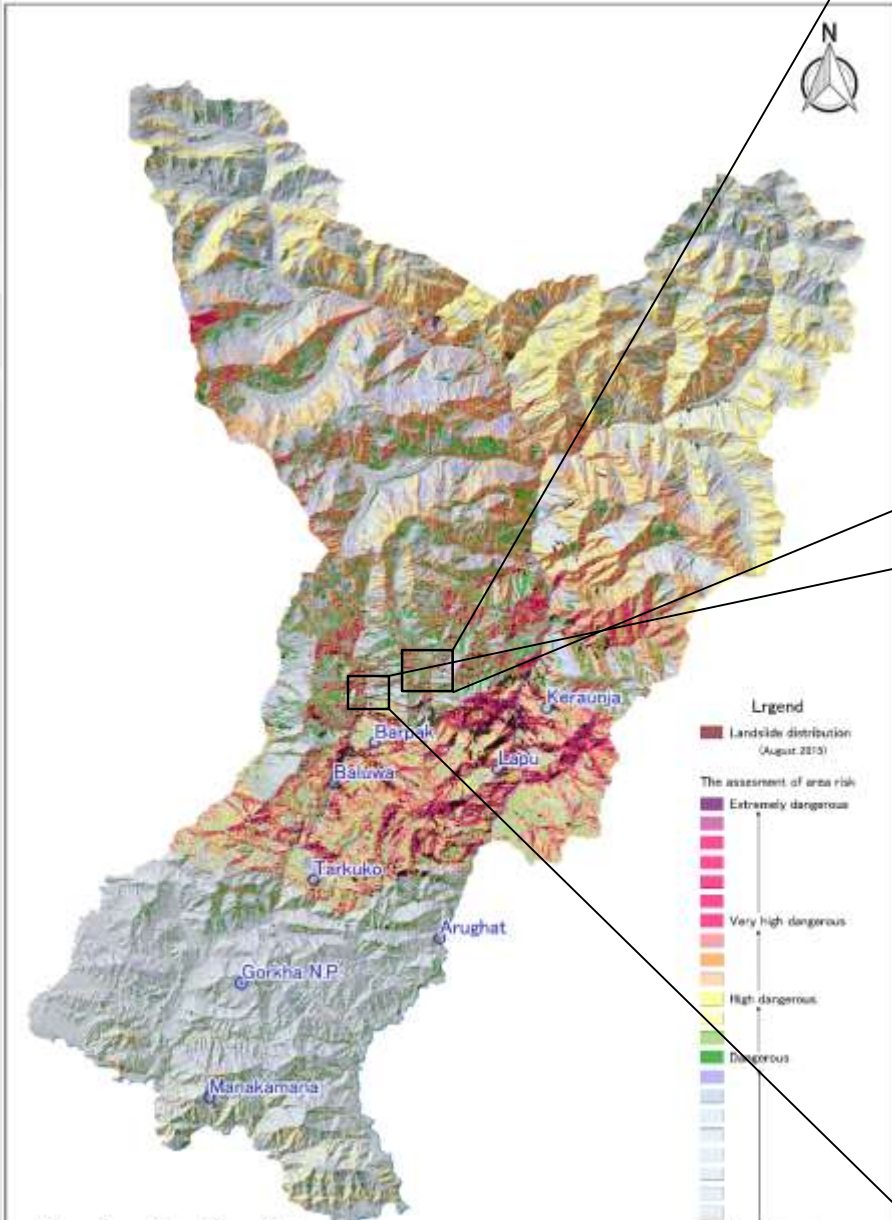 N
Keraunja
Barpak
Lapu
Baluwa
Tarkuko
Arughat
Gorkha N.P
Manakamana
Lrgend
Landslide distribution
(August 2015)
The assesment of area risk
Extremely dangerous
Very high dangerous
High dangerous
Dangerous